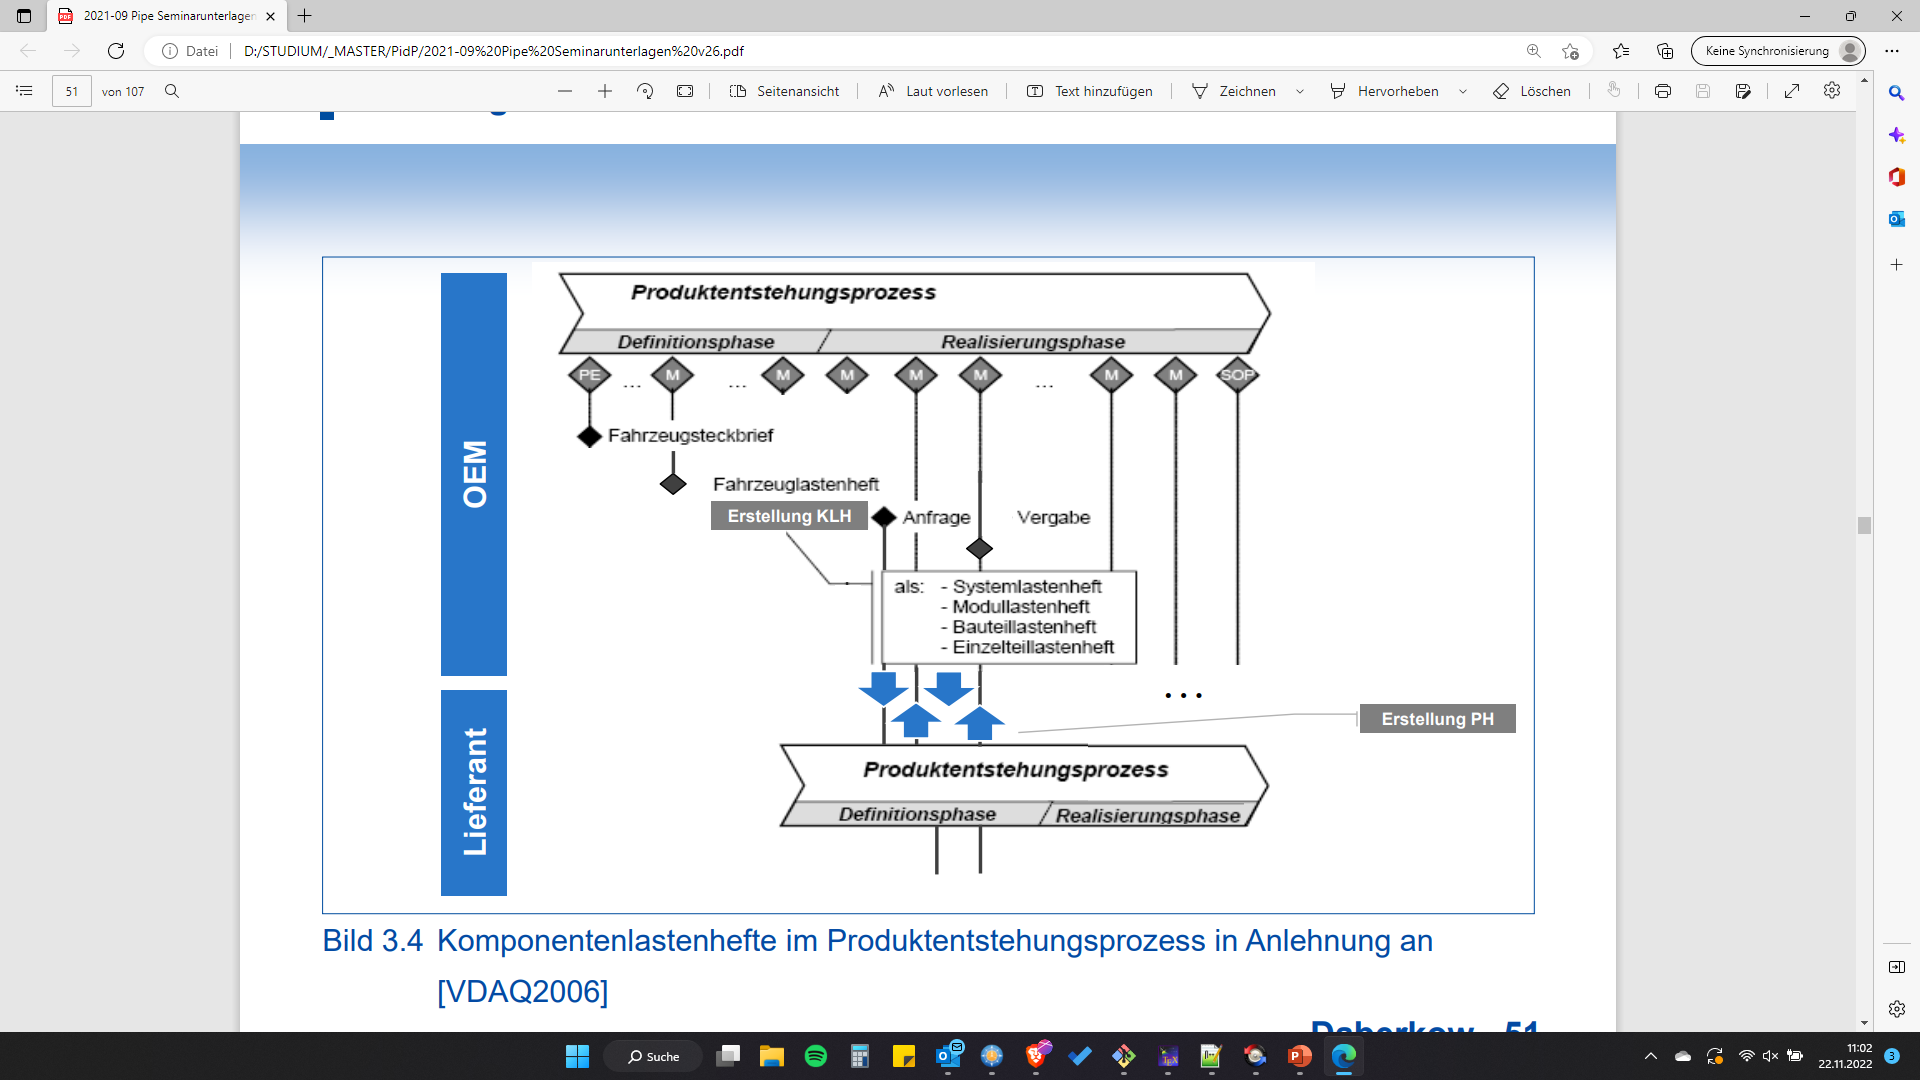 2021-09 Pipe Seminarunterlagen
Datei
D:/STUDIUM/_MASTER/PidP/2021-09%20Pipe%20Seminarunterlagen%20v26.pdf
Keine Synchronisierung
51
von 107
Seitenansicht
Laut vorlesen
Text hinzufügen
Zeichnen
Hervorheben
Löschen
OEM
Produktentstehungsprozess
Definitionsphase
Realisierungsphase
PE
...
M
...
M
M
M
M
...
M
M
SOP
Fahrzeugsteckbrief
Fahrzeuglastenheft
Erstellung KLH
Anfrage
Vergabe
als: - Systemlastenheft
- Modullastenheft
- Bauteillastenheft
- Einzelteillastenheft
...
Erstellung PH
Lieferant
Produktentstehungsprozess
Definitionsphase
Realisierungsphase
Bild 3.4 Komponentenlastenhefte im Produktentstehungsprozess in Anlehnung an
[VDAQ2006]
Suche
11:02
22.11.2022
3